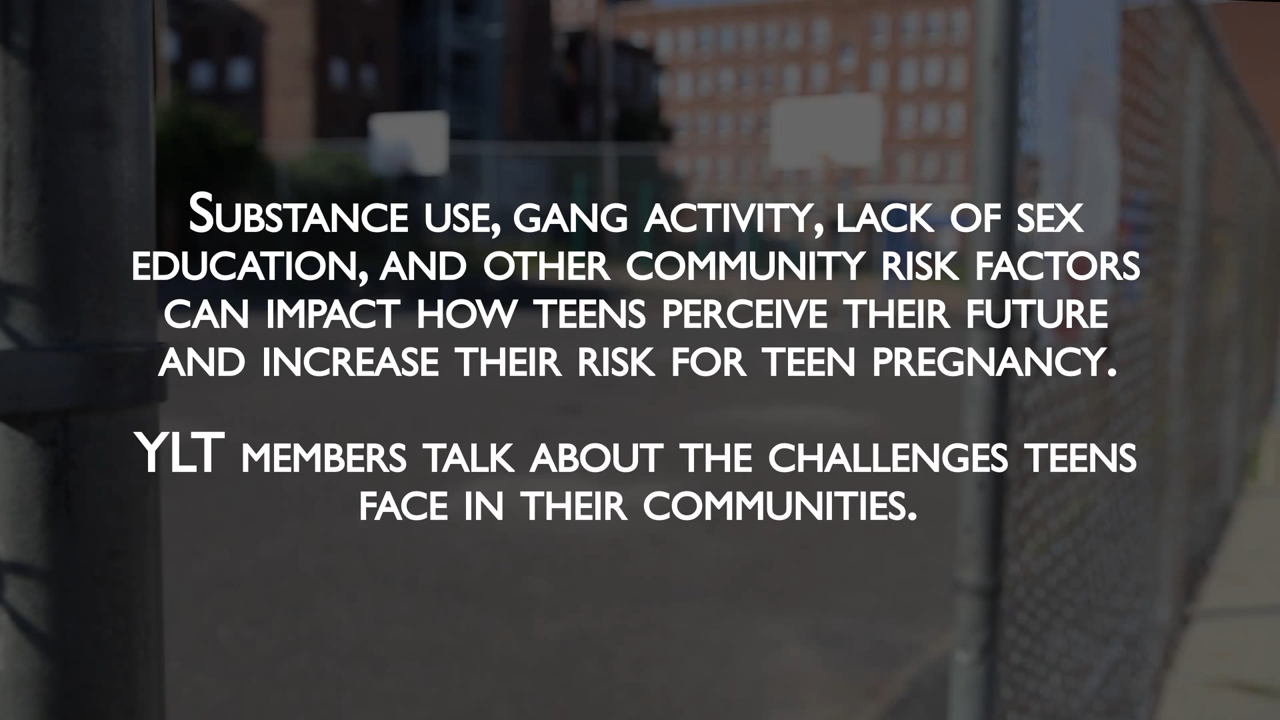 Substance use, gang activity, lack of sex
education, and other community risk factors
can impact how teens perceive their future
and increase their risk for teen pregnancy.
YLT members talk about the challenges teens
face in their communities.